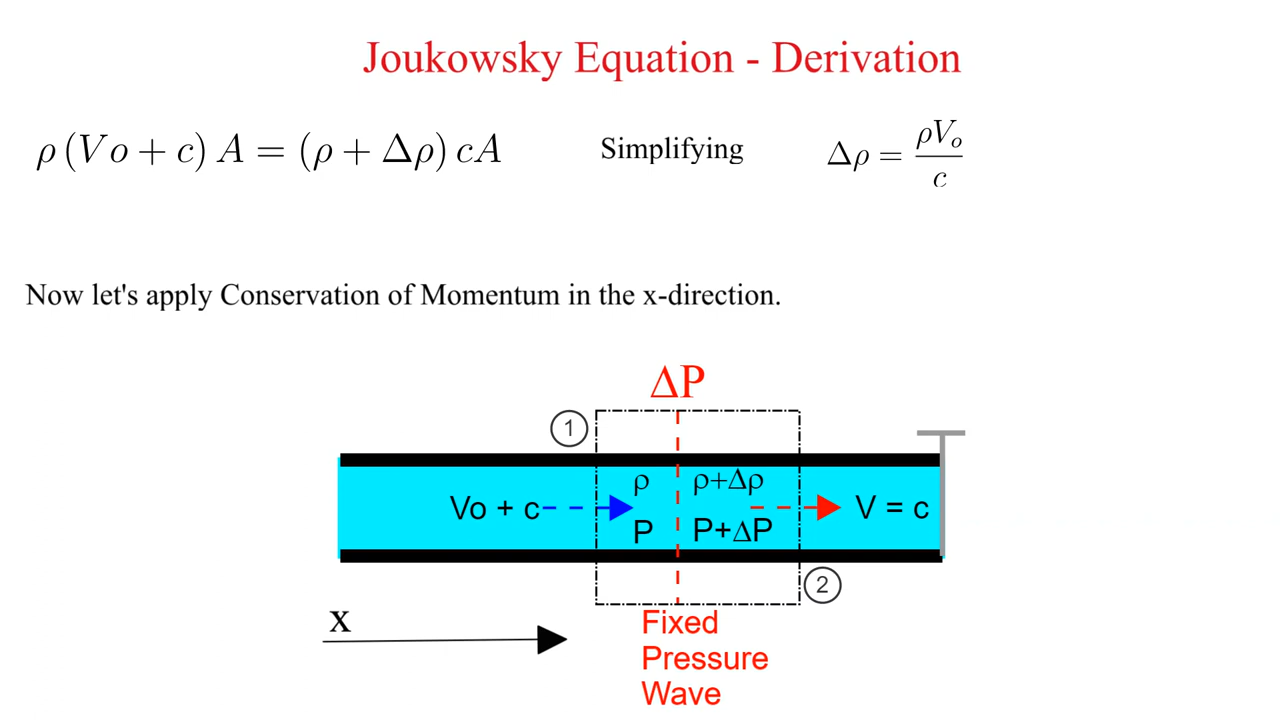 Joukowsky Equation - Derivation
ρ (Vo + c) A = (ρ + Δρ) cA Simplifying Δρ = ρV₀/c
Now let's apply Conservation of Momentum in the x-direction.
ΔP
1
ρ ρ+Δρ
Vo + c V = c
P P+ΔP
2
x
Fixed
Pressure
Wave